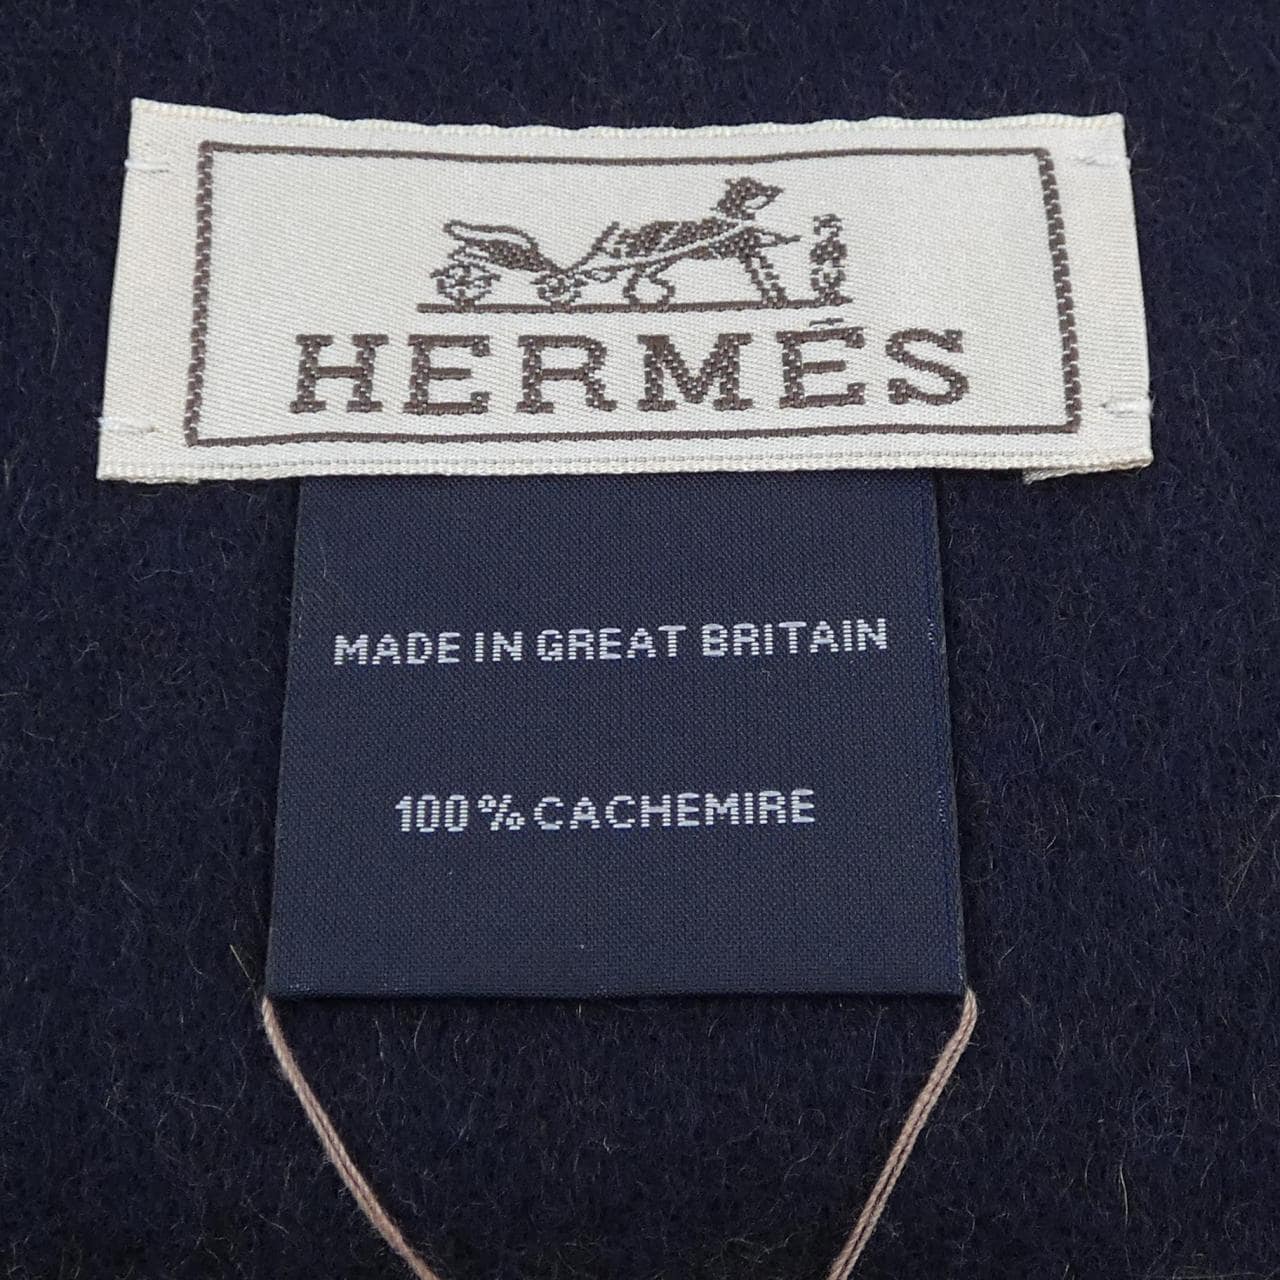 HERMÈS
MADE IN GREAT BRITAIN
100 % CACHEMIRE